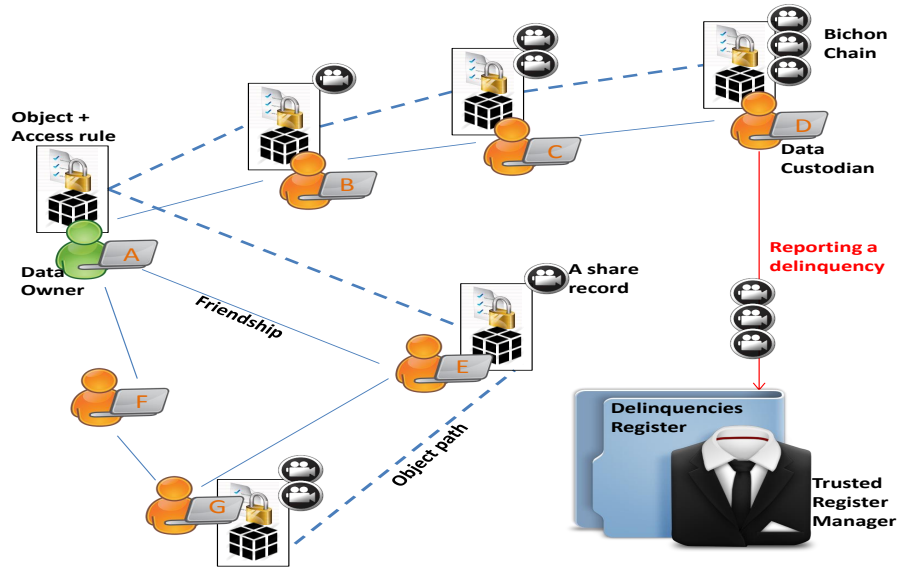 Bichon
Chain
Object +
Access rule
D
Data
Custodian
C
B
A
Data
Owner
Reporting a
delinquency
A share
record
Friendship
E
F
Delinquencies
Register
Object path
G
Trusted
Register
Manager